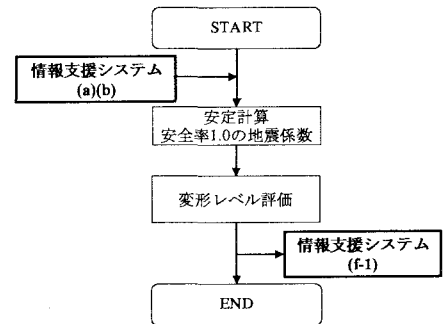 START
情報支援システム
(a)(b)
安定計算
安全率1.0の地震係数
変形レベル評価
情報支援システム
(f-1)
END